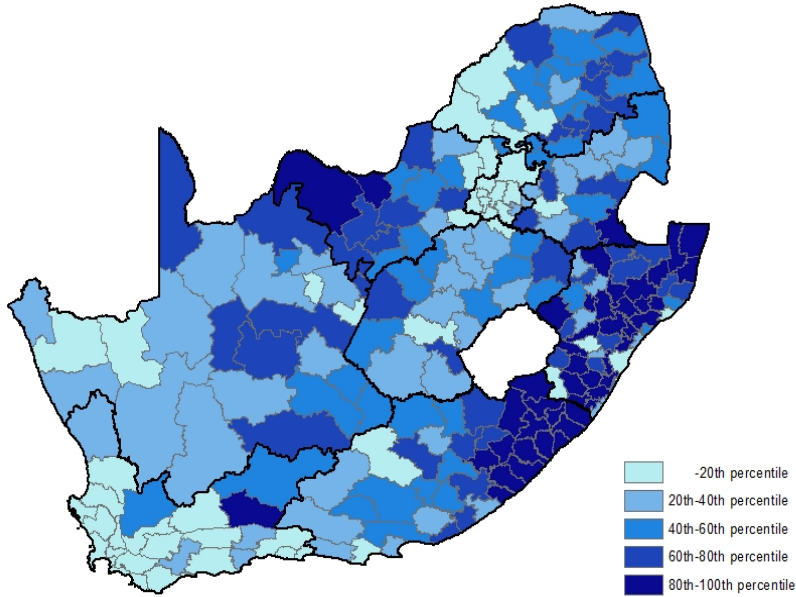 -20th percentile
20th-40th percentile
40th-60th percentile
60th-80th percentile
80th-100th percentile